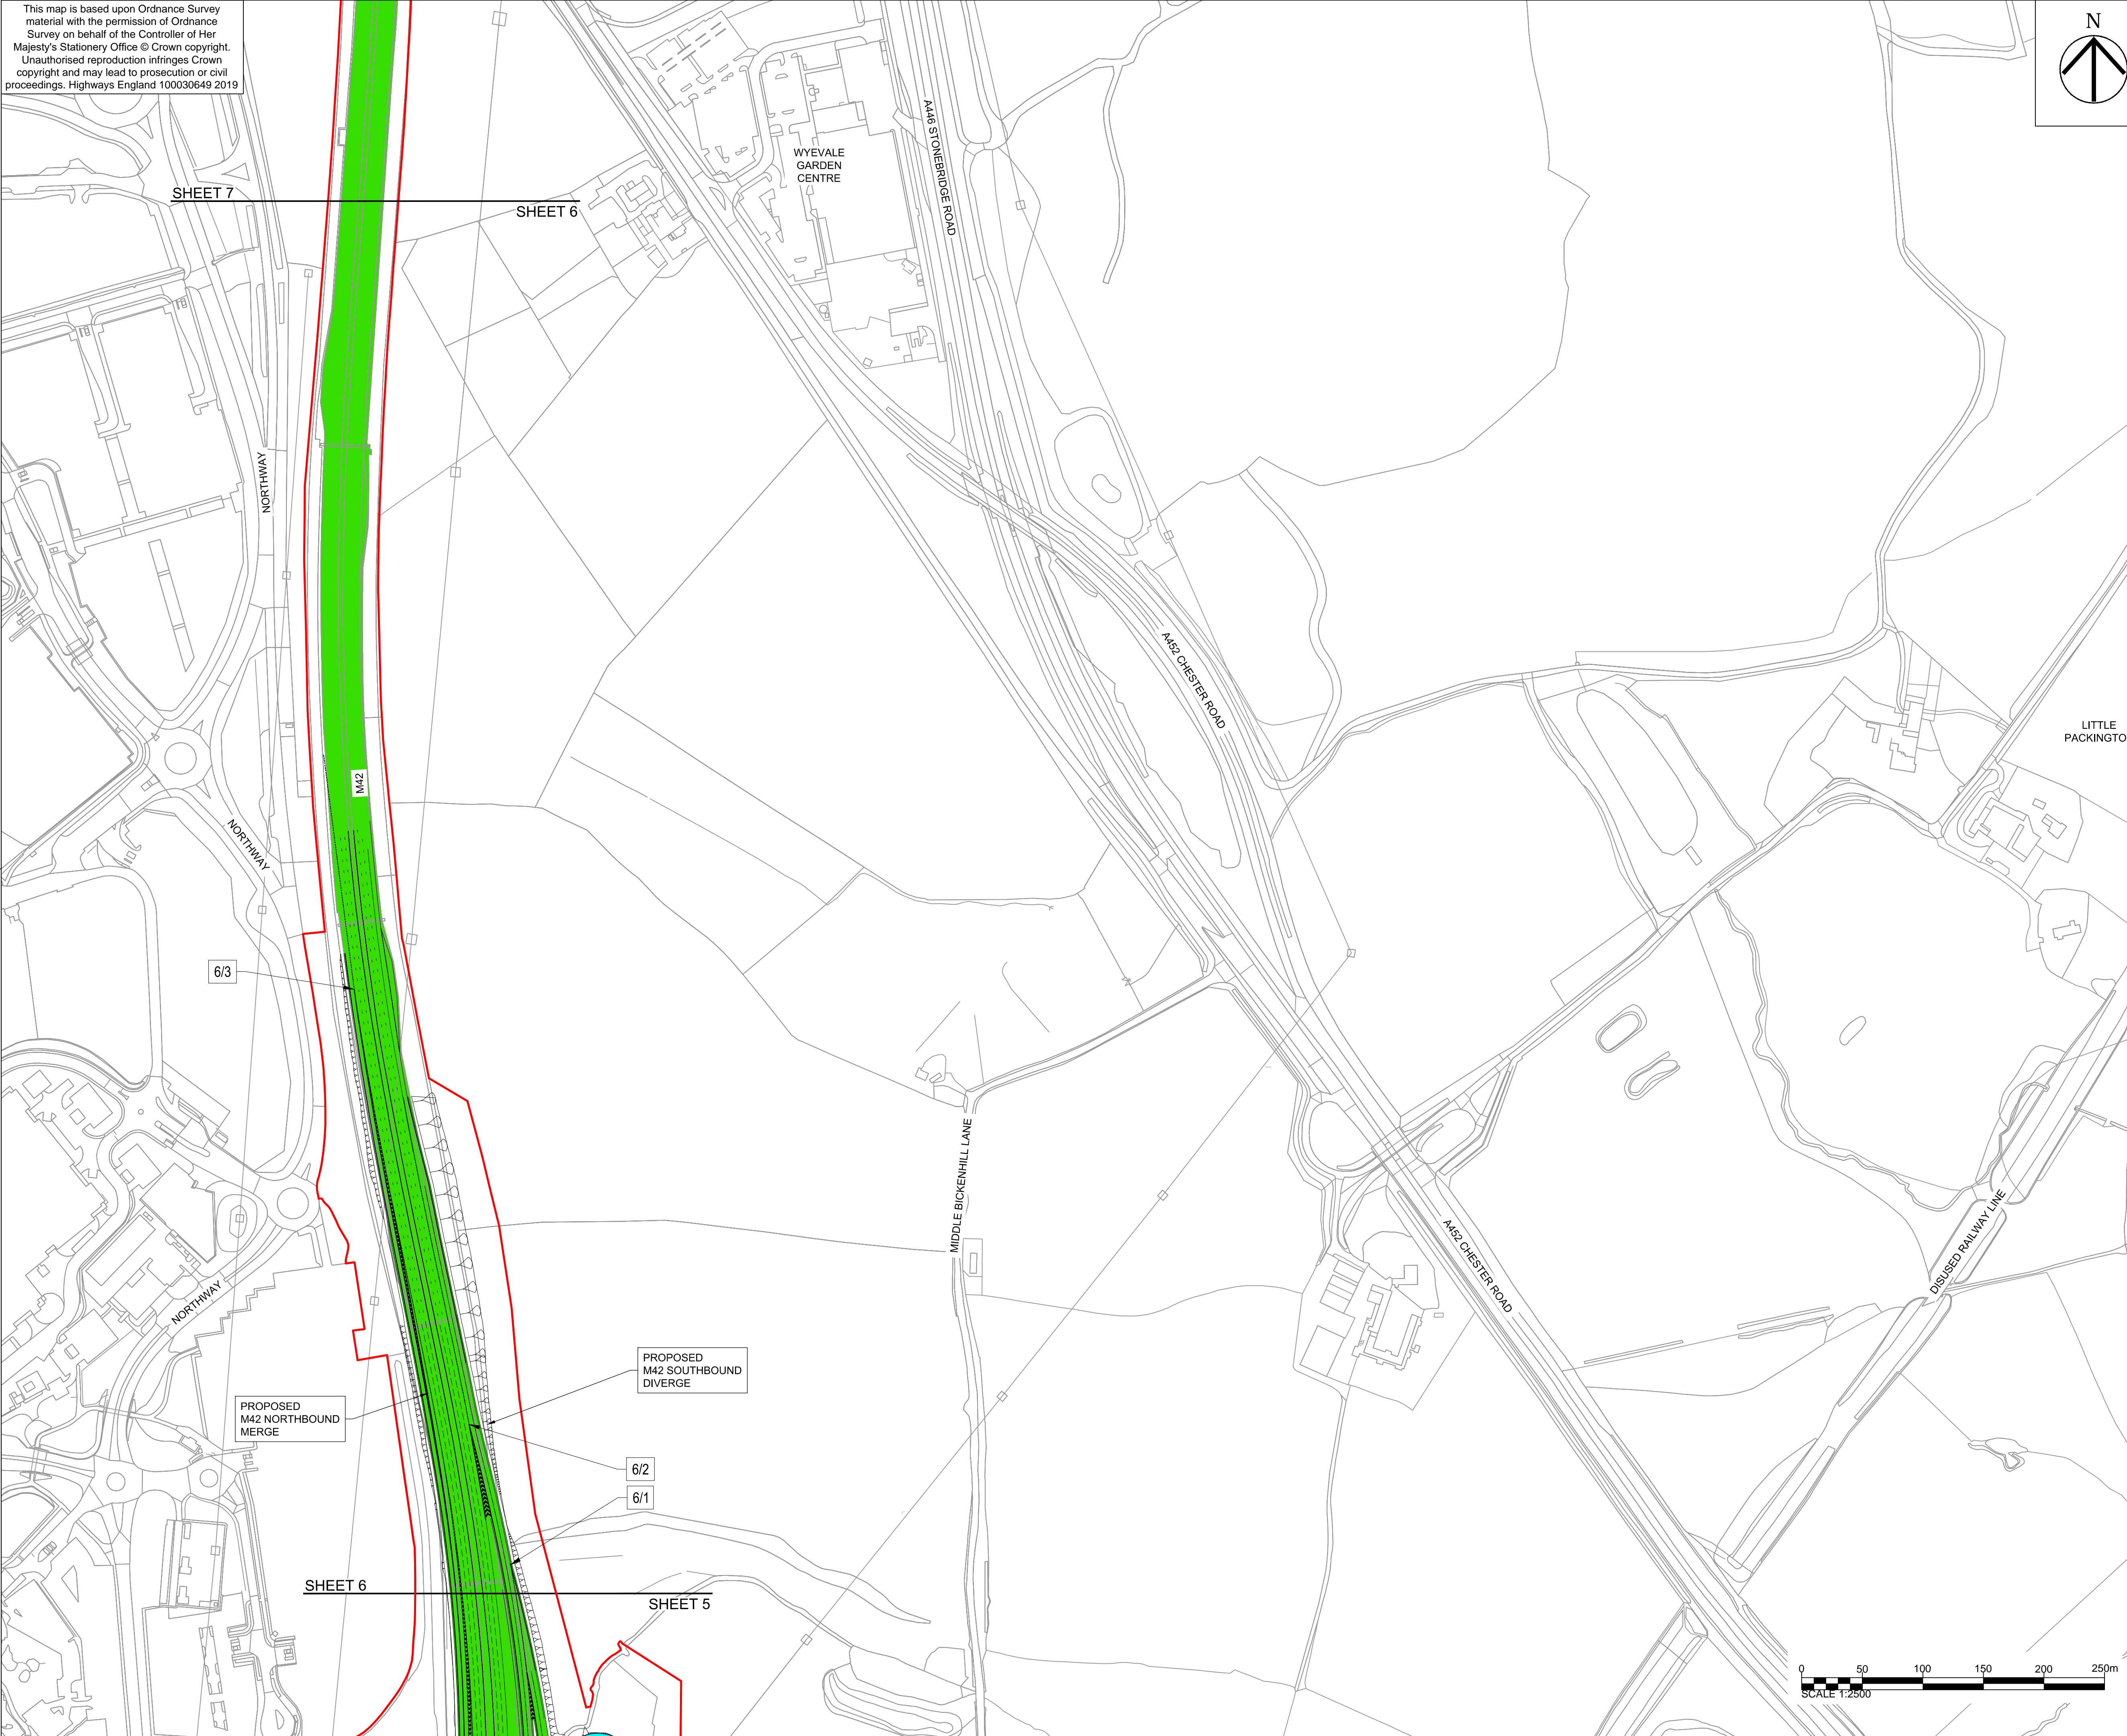 This map is based upon Ordnance Survey
material with the permission of Ordnance
Survey on behalf of the Controller of Her
Majesty's Stationery Office © Crown copyright.
Unauthorised reproduction infringes Crown
copyright and may lead to prosecution or civil
proceedings. Highways England 100030649 2019
N
WYEVALE
GARDEN
CENTRE
A446 STONEBRIDGE ROAD
SHEET 7
SHEET 6
NORTHWAY
A452 CHESTER ROAD
LITTLE
PACKINGTO
M42
NORTHWAY
6/3
MIDDLE BICKENHILL LANE
DISUSED RAILWAY LINE
A452 CHESTER ROAD
NORTHWAY
PROPOSED
M42 SOUTHBOUND
DIVERGE
PROPOSED
M42 NORTHBOUND
MERGE
6/2
6/1
SHEET 6
SHEET 5
0 50 100 150 200 250m
SCALE 1:2500